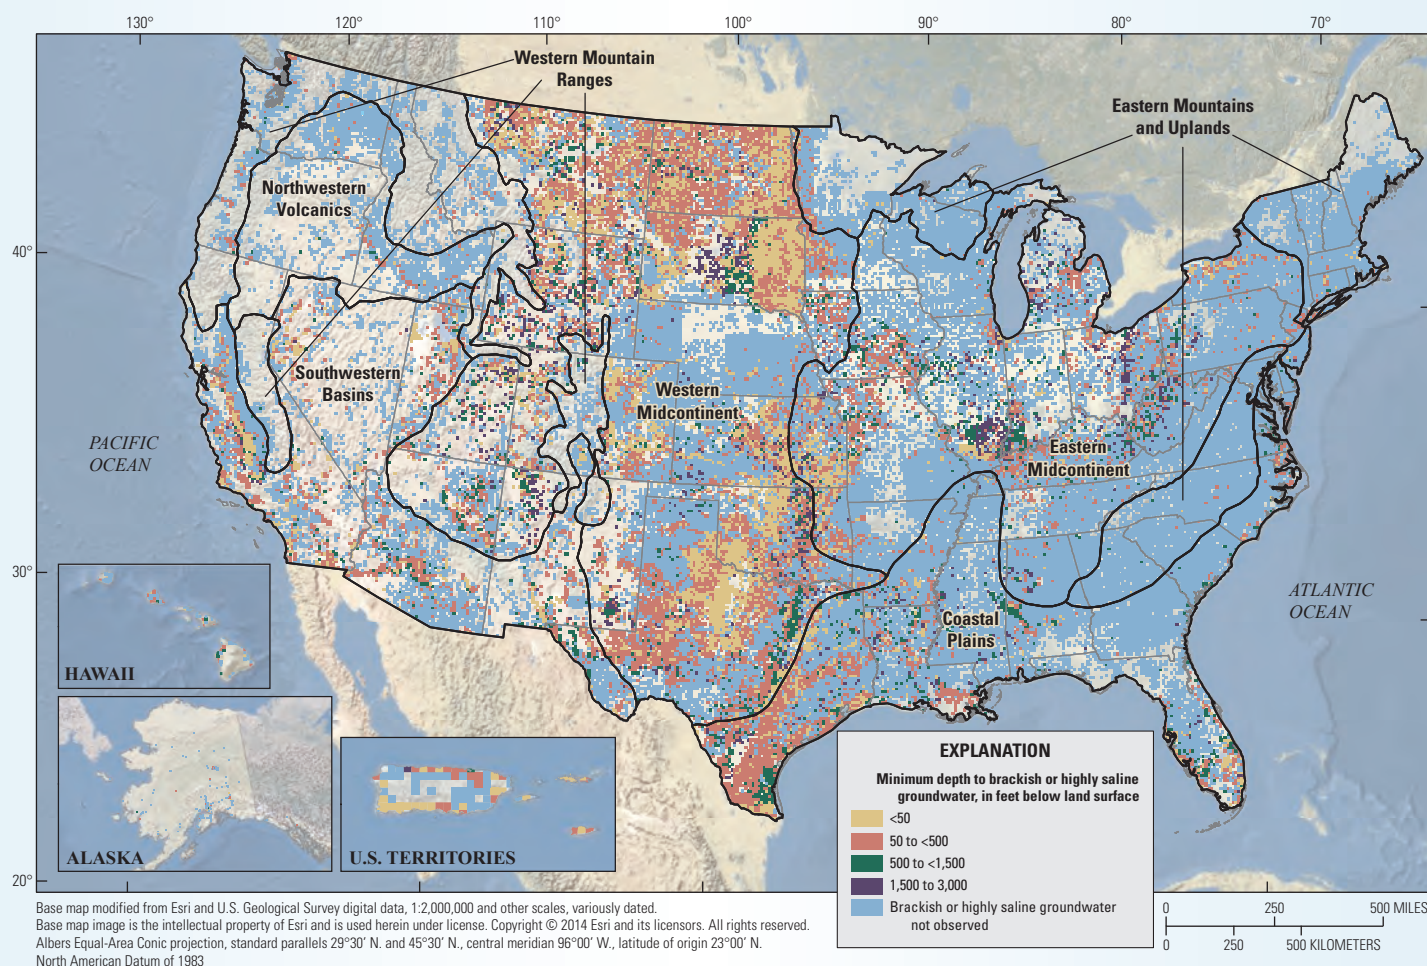 130°
120°
110°
100°
90°
80°
70°
Western Mountain
Ranges
Eastern Mountains
and Uplands
Northwestern
Volcanics
40°
Southwestern
Basins
Western
Midcontinent
PACIFIC
OCEAN
Eastern
Midcontinent
30°
ATLANTIC
OCEAN
Coastal
Plains
HAWAII
ALASKA
U.S. TERRITORIES
20°
EXPLANATION
Minimum depth to brackish or highly saline
groundwater, in feet below land surface
<50
50 to <500
500 to <1,500
1,500 to 3,000
Brackish or highly saline groundwater
not observed
Base map modified from Esri and U.S. Geological Survey digital data, 1:2,000,000 and other scales, variously dated.
Base map image is the intellectual property of Esri and is used herein under license. Copyright © 2014 Esri and its licensors. All rights reserved.
Albers Equal-Area Conic projection, standard parallels 29°30' N. and 45°30' N., central meridian 96°00' W., latitude of origin 23°00' N.
North American Datum of 1983
0 250 500 MILES
0 250 500 KILOMETERS